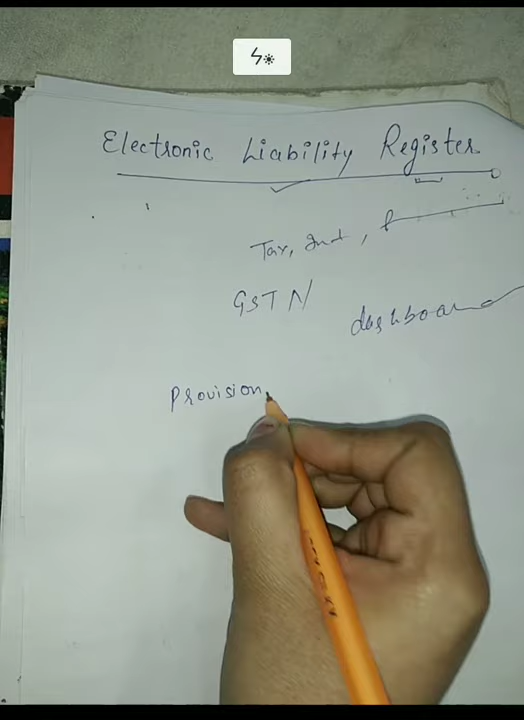 Electronic Liability Register
Tax, Int, P
GSTN
dashboard
Provision